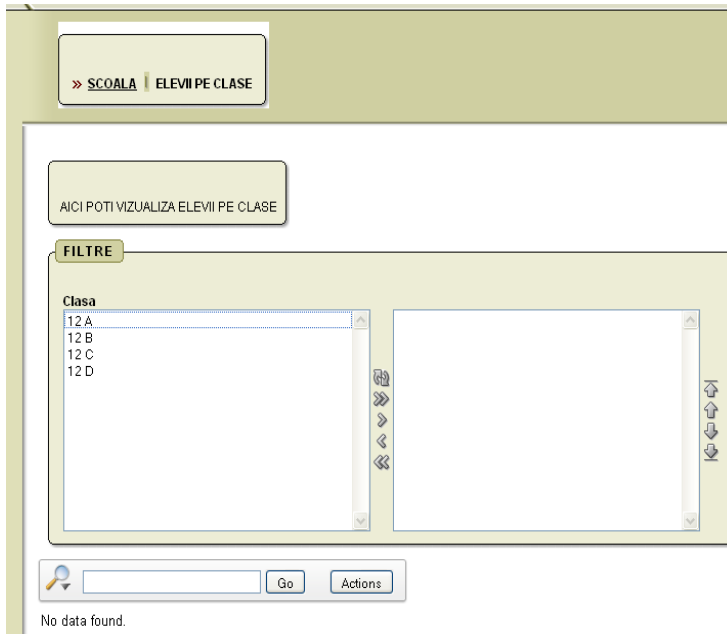 » SCOALA | ELEVII PE CLASE
AICI POTI VIZUALIZA ELEVII PE CLASE
FILTRE
Clasa
12 A
12 B
12 C
12 D
Go
Actions
No data found.